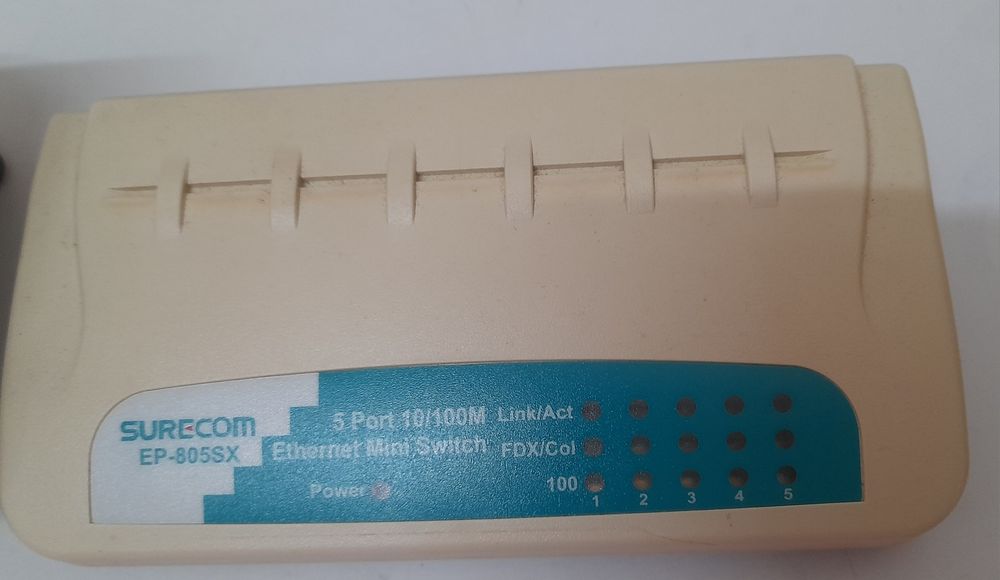 SURECOM
EP-805SX
5 Port 10/100M
Ethernet Mini Switch
Power
Link/Act
FDX/Col
100
1 2 3 4 5